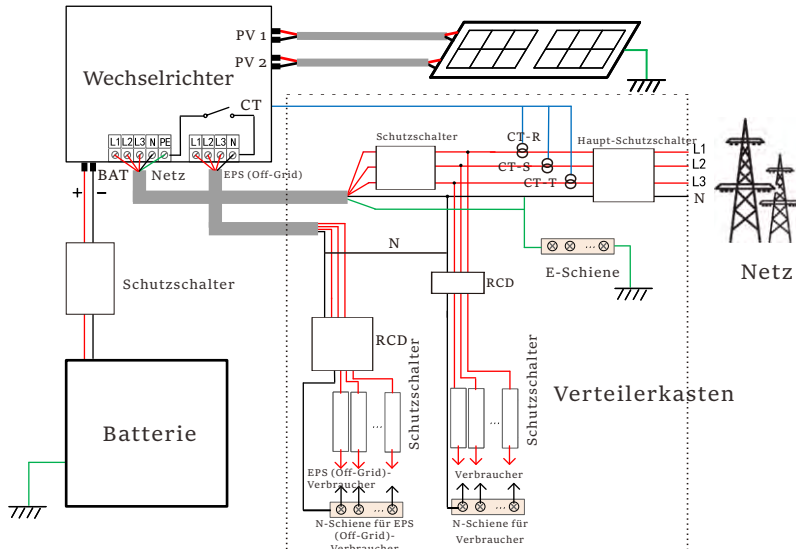 PV 1
PV 2
Wechselrichter
CT
L1 L2 L3 N PE
L1 L2 L3 N
BAT
Netz
EPS (Off-Grid)
+ −
Schutzschalter
Batterie
Schutzschalter
CT-R
CT-S
CT-T
Haupt-Schutzschalter
L1
L2
L3
N
Netz
E-Schiene
...
N
RCD
RCD
Schutzschalter
...
EPS (Off-Grid)-
Verbraucher
...
N-Schiene für EPS
(Off-Grid)-
Verbraucher
Schutzschalter
...
Verbraucher
...
N-Schiene für
Verbraucher
Verteilerkasten